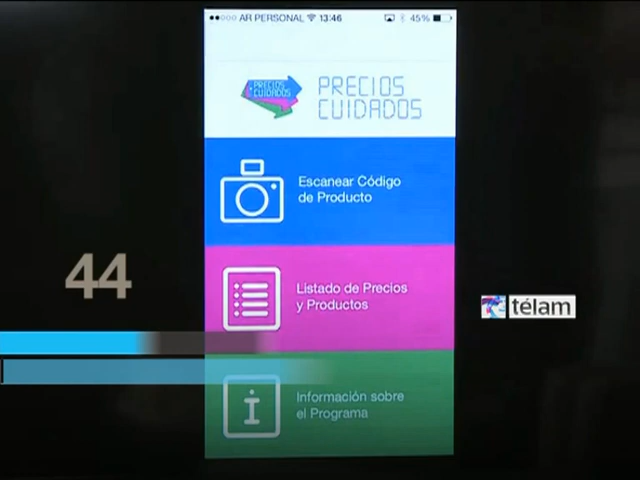 AR PERSONAL 13:46 45%
PRECIOS
CUIDADOS
PRECIOS
CUIDADOS
Escanear Código
de Producto
44
Listado de Precios
y Productos
télam
Información sobre
el Programa